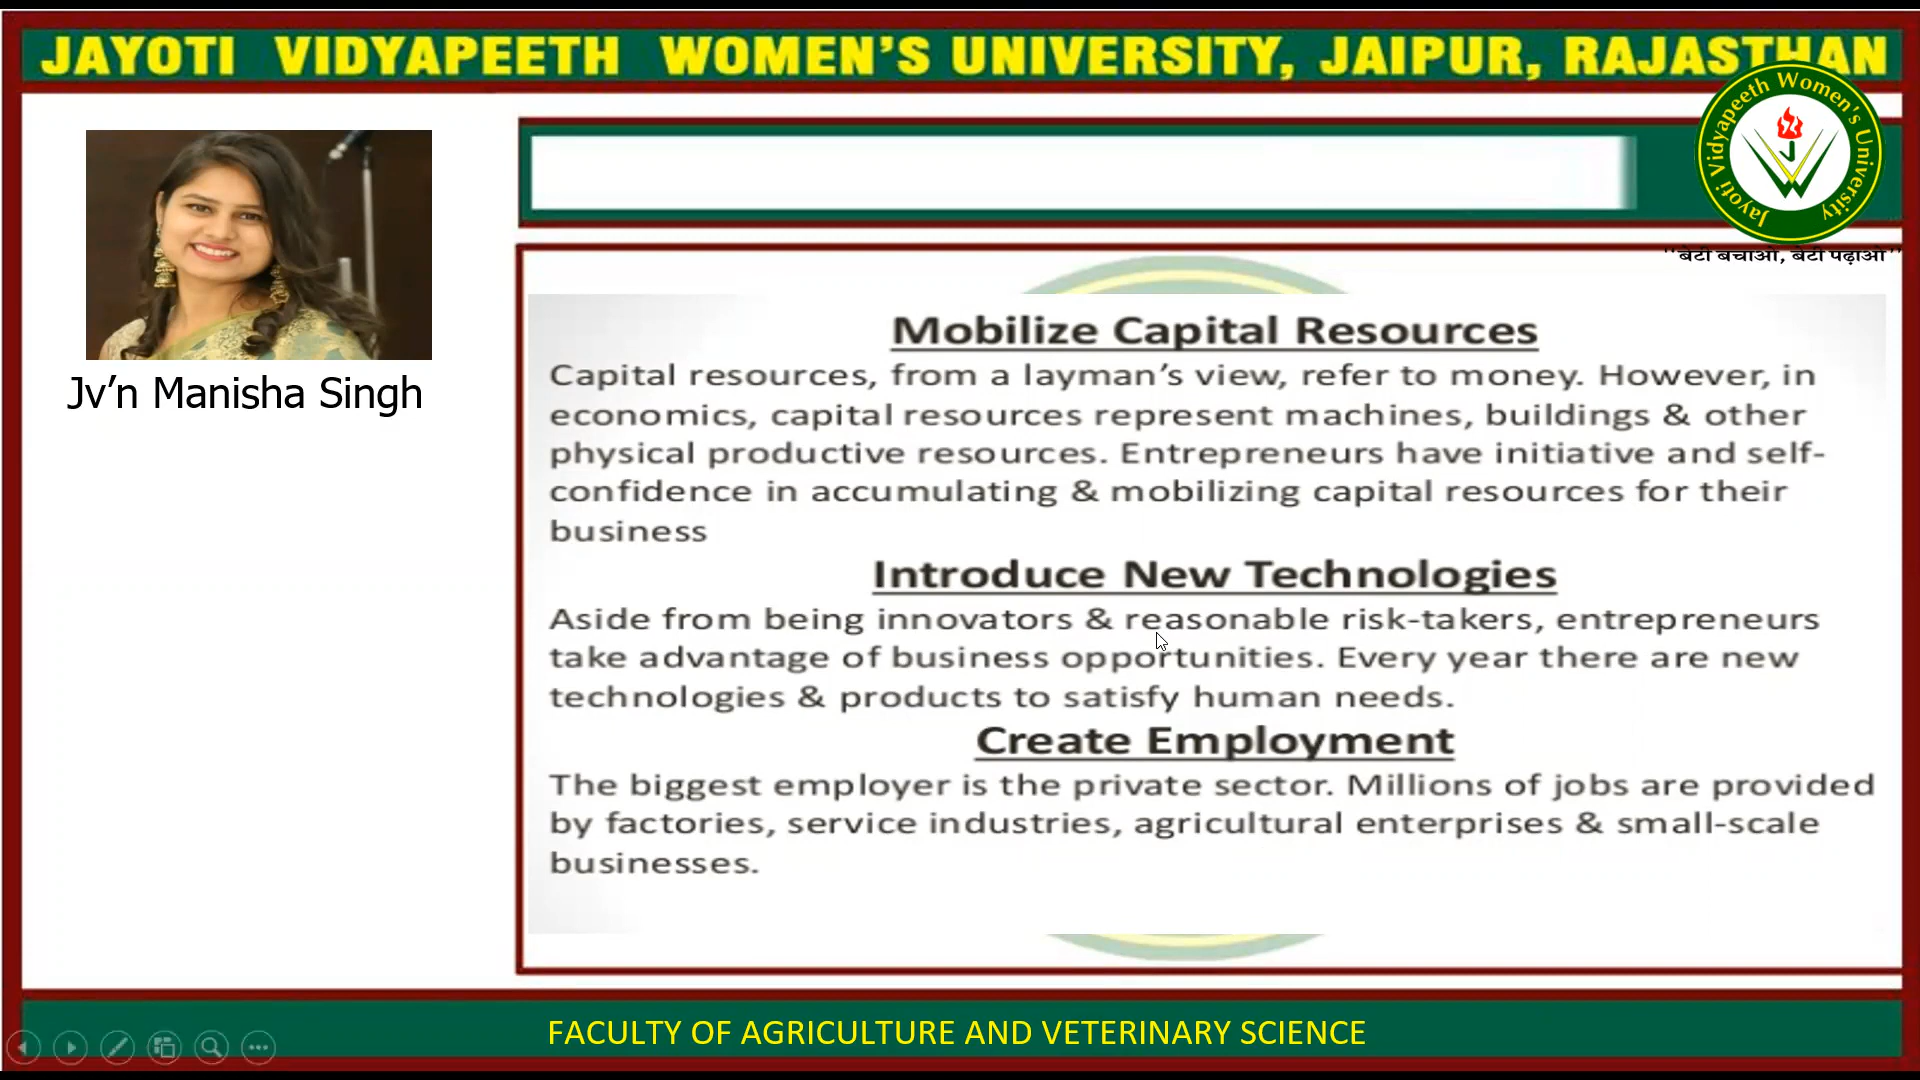 JAYOTI VIDYAPEETH WOMEN'S UNIVERSITY, JAIPUR, RAJASTHAN
Jayoti Vidyapeeth Women's University
''बेटी बचाओ, बेटी पढ़ाओ''
Jv'n Manisha Singh
Mobilize Capital Resources
Capital resources, from a layman's view, refer to money. However, in
economics, capital resources represent machines, buildings & other
physical productive resources. Entrepreneurs have initiative and self-
confidence in accumulating & mobilizing capital resources for their
business
Introduce New Technologies
Aside from being innovators & reasonable risk-takers, entrepreneurs
take advantage of business opportunities. Every year there are new
technologies & products to satisfy human needs.
Create Employment
The biggest employer is the private sector. Millions of jobs are provided
by factories, service industries, agricultural enterprises & small-scale
businesses.
FACULTY OF AGRICULTURE AND VETERINARY SCIENCE